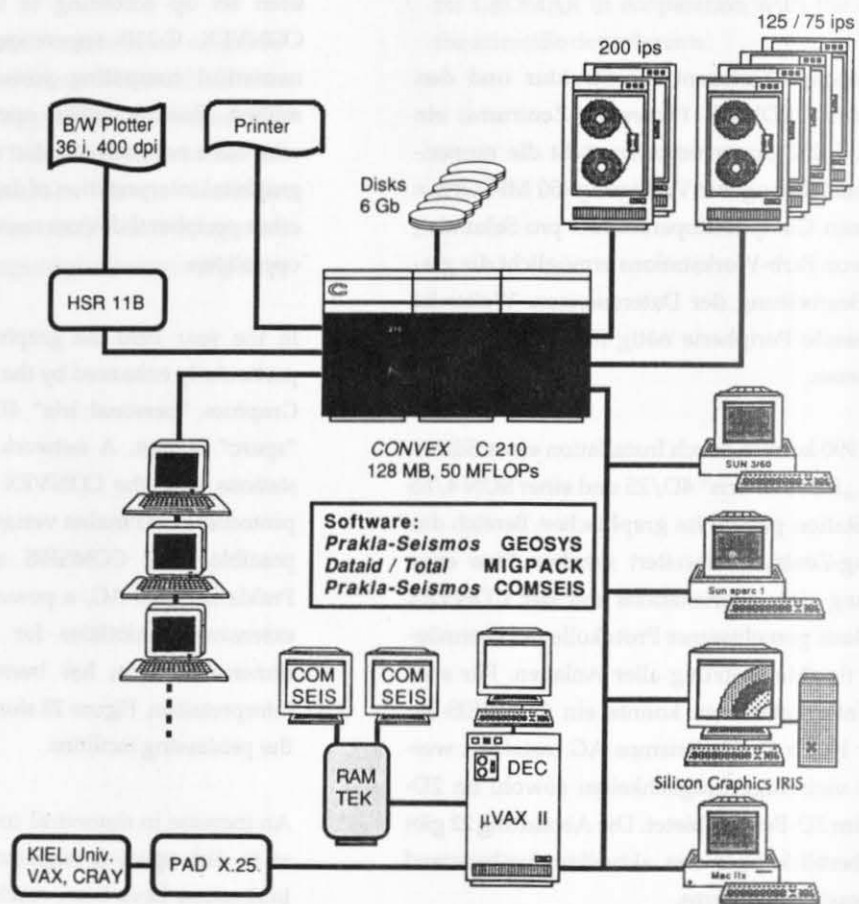 125 / 75 ips
200 ips
B/W Plotter
36 i, 400 dpi
Printer
Disks
6 Gb
HSR 11B
C
CONVEX C 210
128 MB, 50 MFLOPs
SUN 3/60
Software:
Prakla-Seismos GEOSYS
Dataid / Total MIGPACK
Prakla-Seismos COMSEIS
Sun sparc 1
COM
SEIS
COM
SEIS
RAM
TEK
DEC
µVAX II
Silicon Graphics IRIS
KIEL Univ.
VAX, CRAY
PAD X.25
Mac IIx